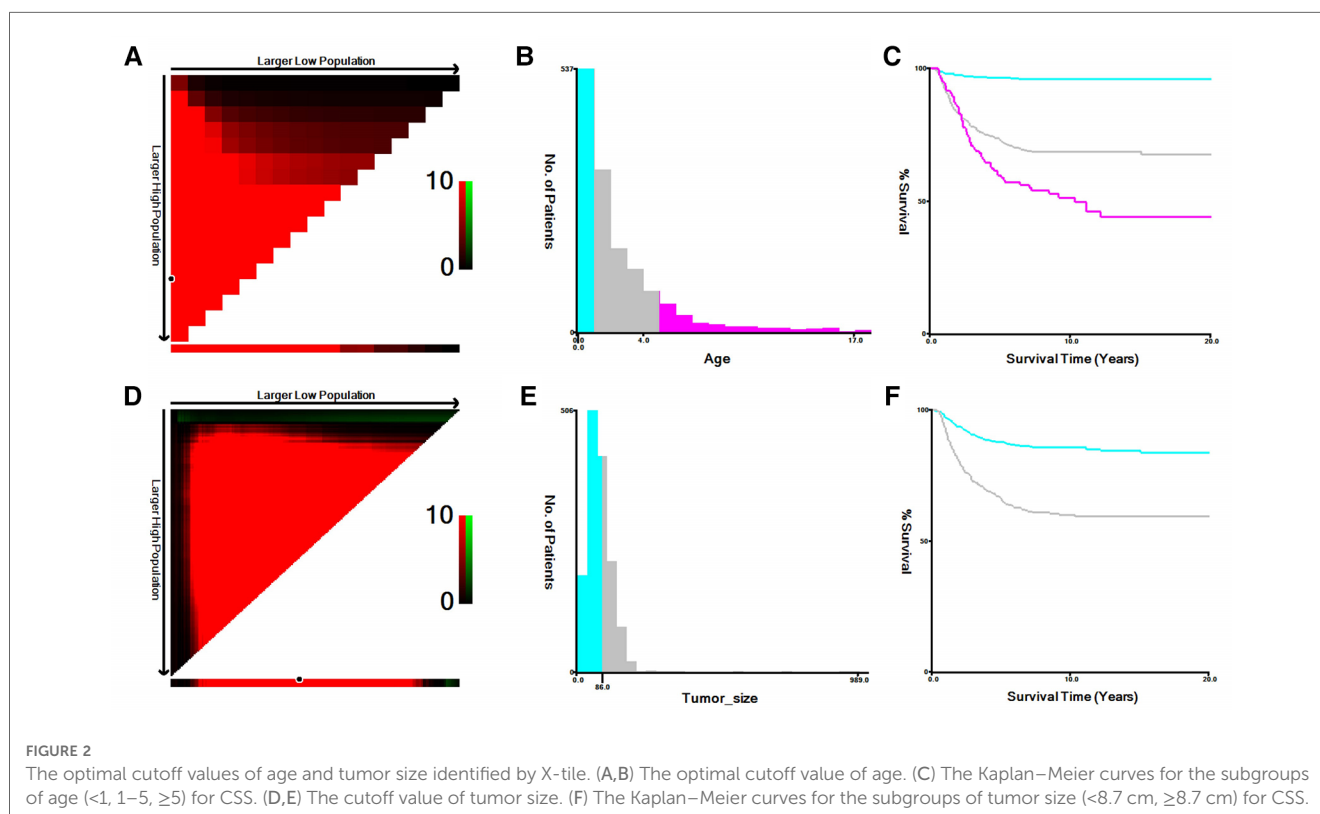 A
Larger Low Population
Larger High Population
10
0
B
537
No. of Patients
0
0.0
4.0
17.0
Age
C
100
% Survival
50
0
0.0
10.0
20.0
Survival Time (Years)
D
Larger Low Population
Larger High Population
10
0
E
506
No. of Patients
0
0.0
86.0
989.0
Tumor_size
F
100
% Survival
50
0
0.0
10.0
20.0
Survival Time (Years)
FIGURE 2
The optimal cutoff values of age and tumor size identified by X-tile. (A,B) The optimal cutoff value of age. (C) The Kaplan–Meier curves for the subgroups
of age (<1, 1–5, ≥5) for CSS. (D,E) The cutoff value of tumor size. (F) The Kaplan–Meier curves for the subgroups of tumor size (<8.7 cm, ≥8.7 cm) for CSS.